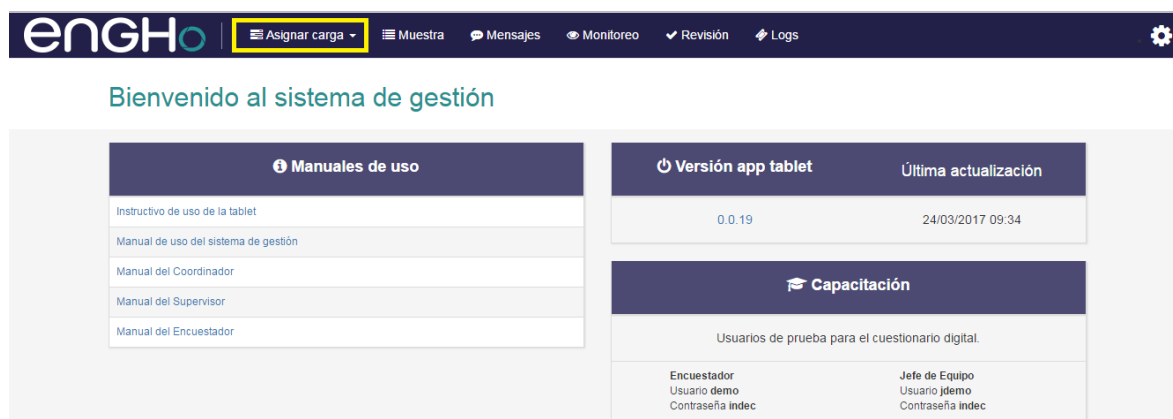 enGHo
Asignar carga
Muestra
Mensajes
Monitoreo
Revisión
Logs
Bienvenido al sistema de gestión
Manuales de uso
Instructivo de uso de la tablet
Manual de uso del sistema de gestión
Manual del Coordinador
Manual del Supervisor
Manual del Encuestador
Versión app tablet
Última actualización
0.0.19
24/03/2017 09:34
Capacitación
Usuarios de prueba para el cuestionario digital.
Encuestador
Usuario demo
Contraseña indec
Jefe de Equipo
Usuario jdemo
Contraseña indec